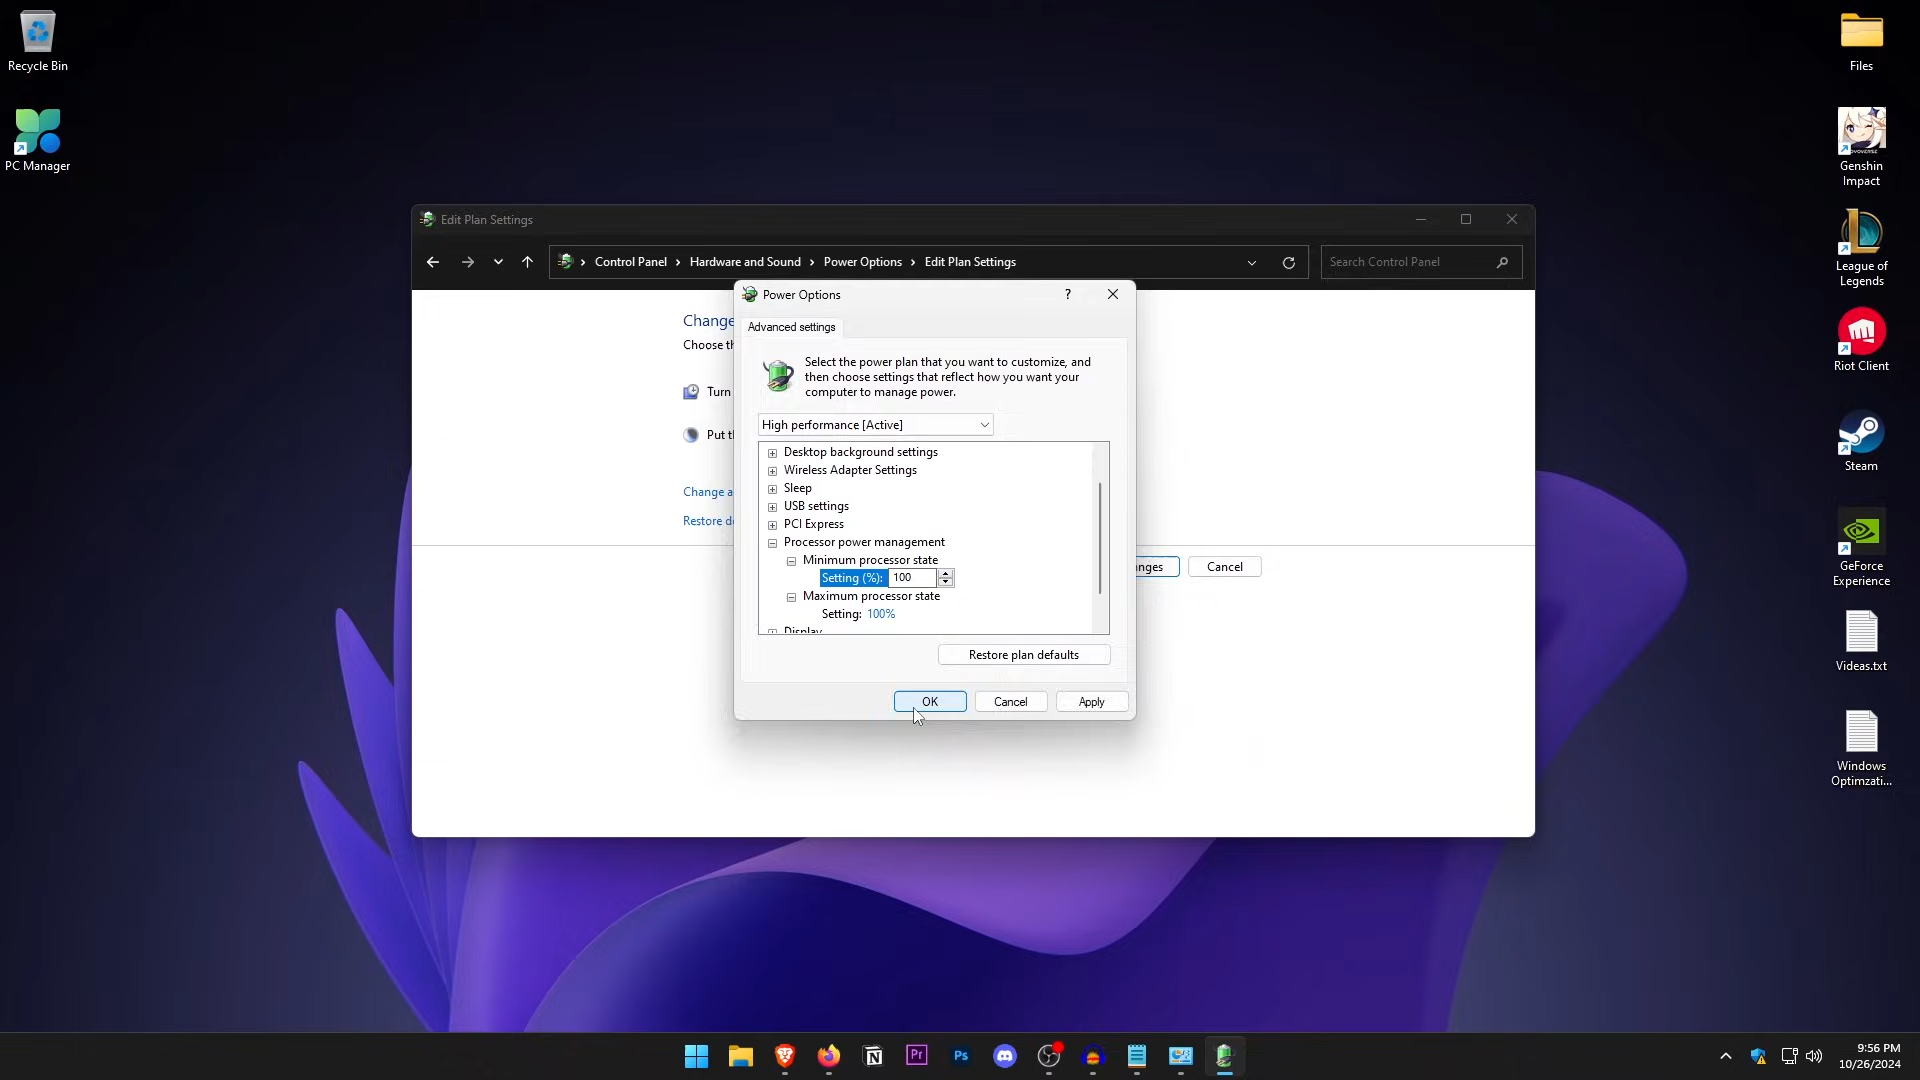 Recycle Bin
PC Manager
Files
Genshin
Impact
League of
Legends
Riot Client
Steam
GeForce
Experience
Videas.txt
Windows
Optimzati...
Edit Plan Settings
Control Panel > Hardware and Sound > Power Options > Edit Plan Settings
Search Control Panel
Change
Choose th
Turn
Put th
Change a
Restore de
nges
Cancel
Power Options
?
Advanced settings
Select the power plan that you want to customize, and
then choose settings that reflect how you want your
computer to manage power.
High performance [Active]
Desktop background settings
Wireless Adapter Settings
Sleep
USB settings
PCI Express
Processor power management
Minimum processor state
Setting (%): 100
Maximum processor state
Setting: 100%
Display
Restore plan defaults
OK
Cancel
Apply
N
Pr
Ps
9:56 PM
10/26/2024